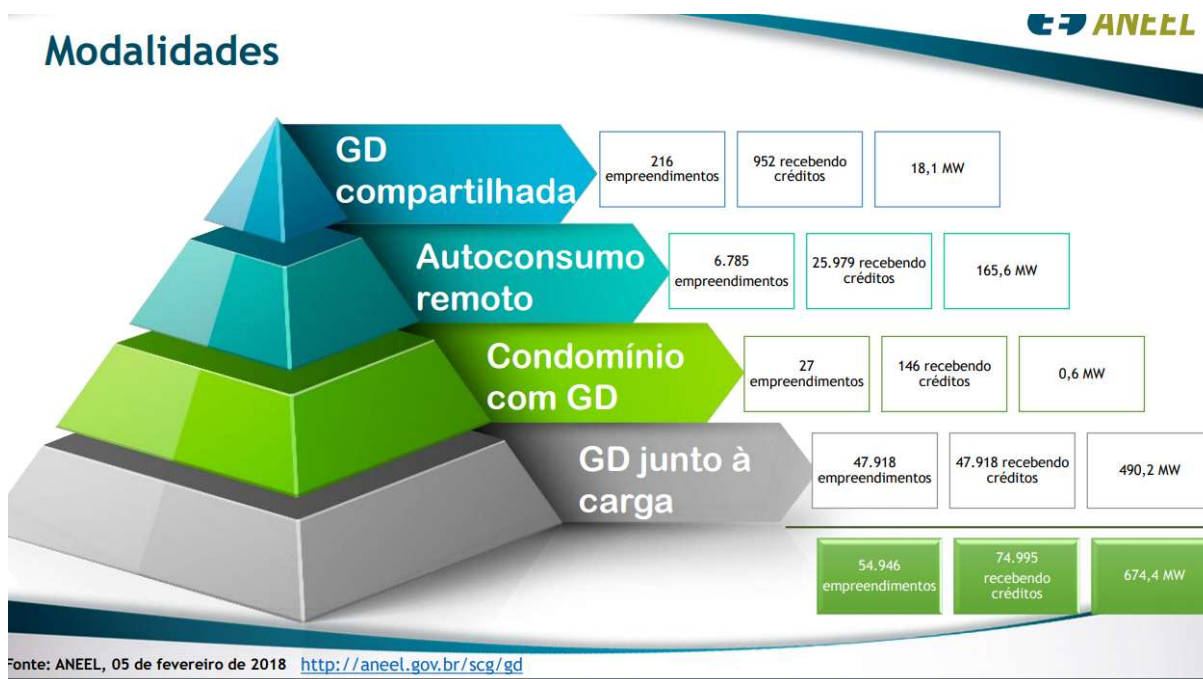 ANEEL
Modalidades
GD
compartilhada
216
empreendimentos
952 recebendo
créditos
18,1 MW
Autoconsumo
remoto
6.785
empreendimentos
25.979 recebendo
créditos
165,6 MW
Condomínio
com GD
27
empreendimentos
146 recebendo
créditos
0,6 MW
GD junto à
carga
47.918
empreendimentos
47.918 recebendo
créditos
490,2 MW
54.946
empreendimentos
74.995
recebendo
créditos
674,4 MW
Fonte: ANEEL, 05 de fevereiro de 2018 http://aneel.gov.br/scg/gd